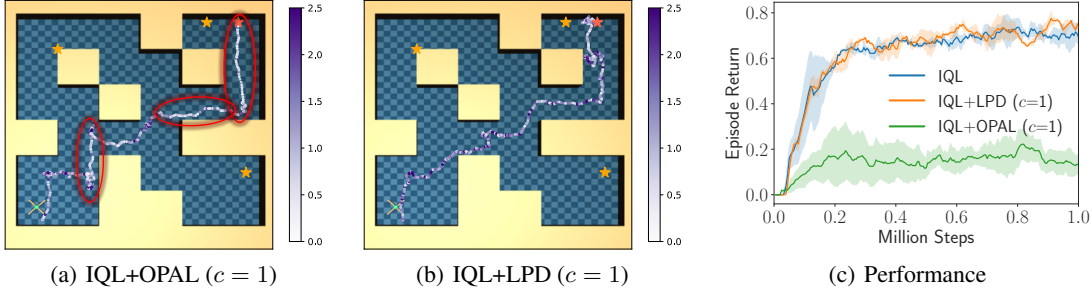 2.5
2.0
1.5
1.0
0.5
0.0
(a) IQL+OPAL (c = 1)
2.5
2.0
1.5
1.0
0.5
0.0
(b) IQL+LPD (c = 1)
Episode Return
0.8
0.6
0.4
0.2
0.0
IQL
IQL+LPD (c=1)
IQL+OPAL (c=1)
0.0 0.2 0.4 0.6 0.8 1.0
Million Steps
(c) Performance